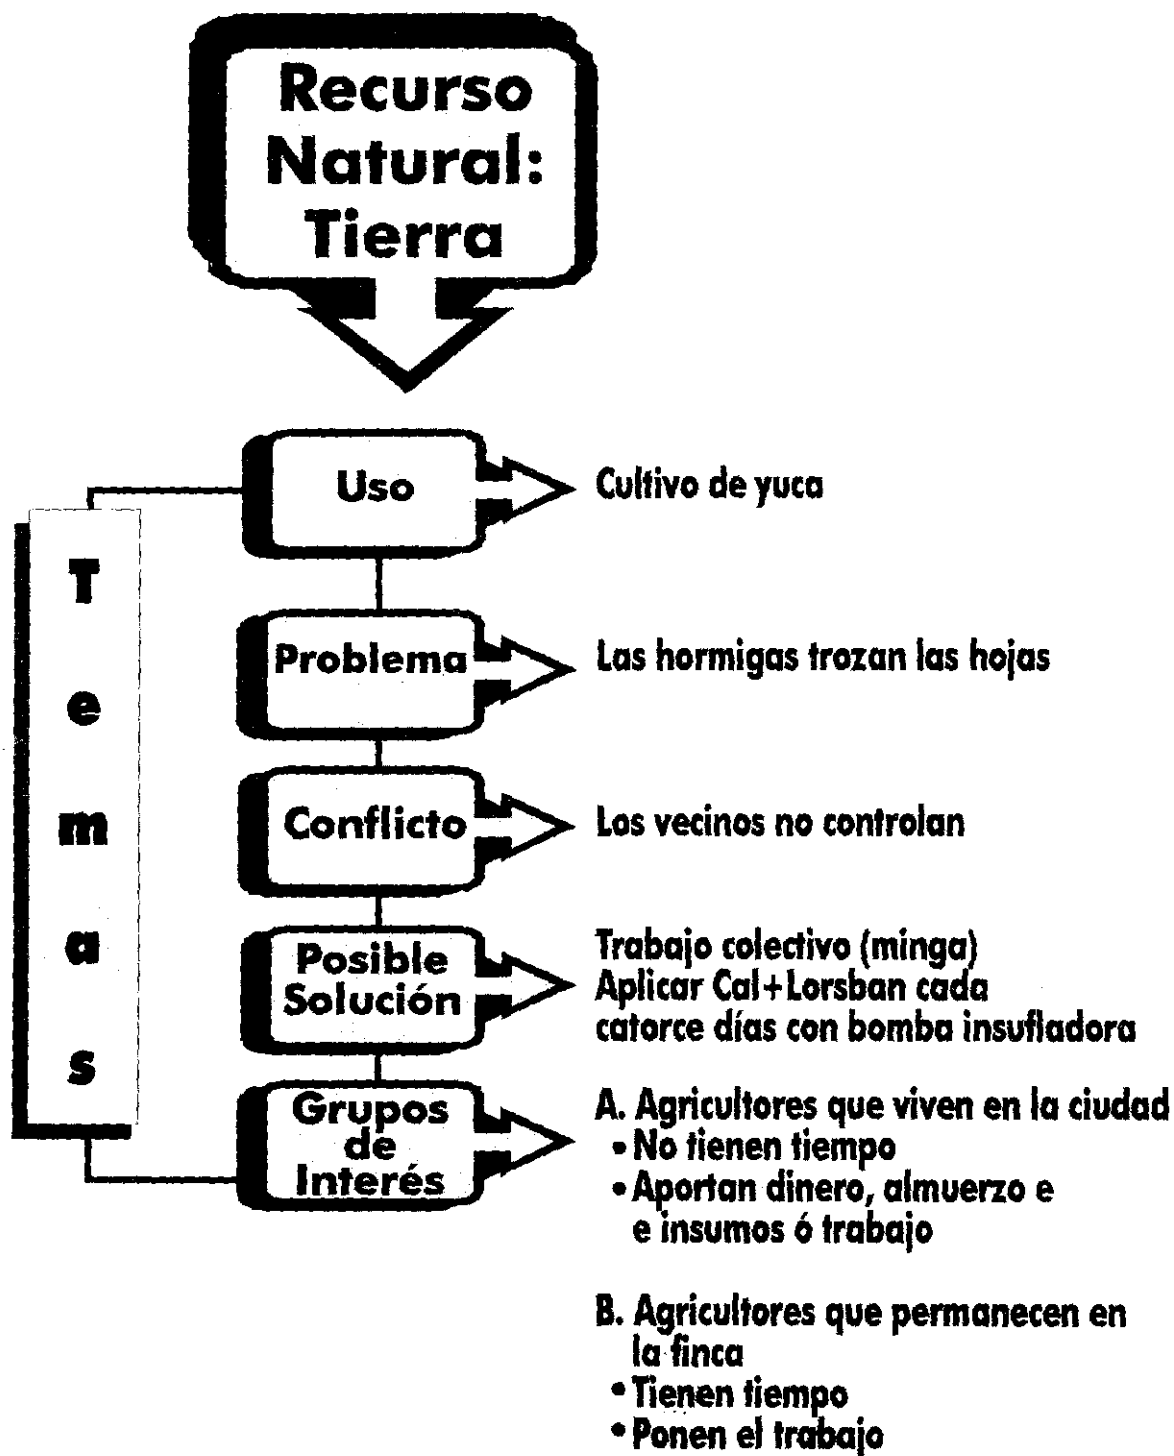 Recurso
Natural:
Tierra
Temas
Uso
Cultivo de yuca
Problema
Las hormigas trozan las hojas
Conflicto
Los vecinos no controlan
Posible
Solución
Trabajo colectivo (minga)
Aplicar Cal+Lorsban cada
catorce días con bomba insufladora
Grupos
de
Interés
A. Agricultores que viven en la ciudad
• No tienen tiempo
• Aportan dinero, almuerzo e
e insumos ó trabajo
B. Agricultores que permanecen en
la finca
• Tienen tiempo
• Ponen el trabajo